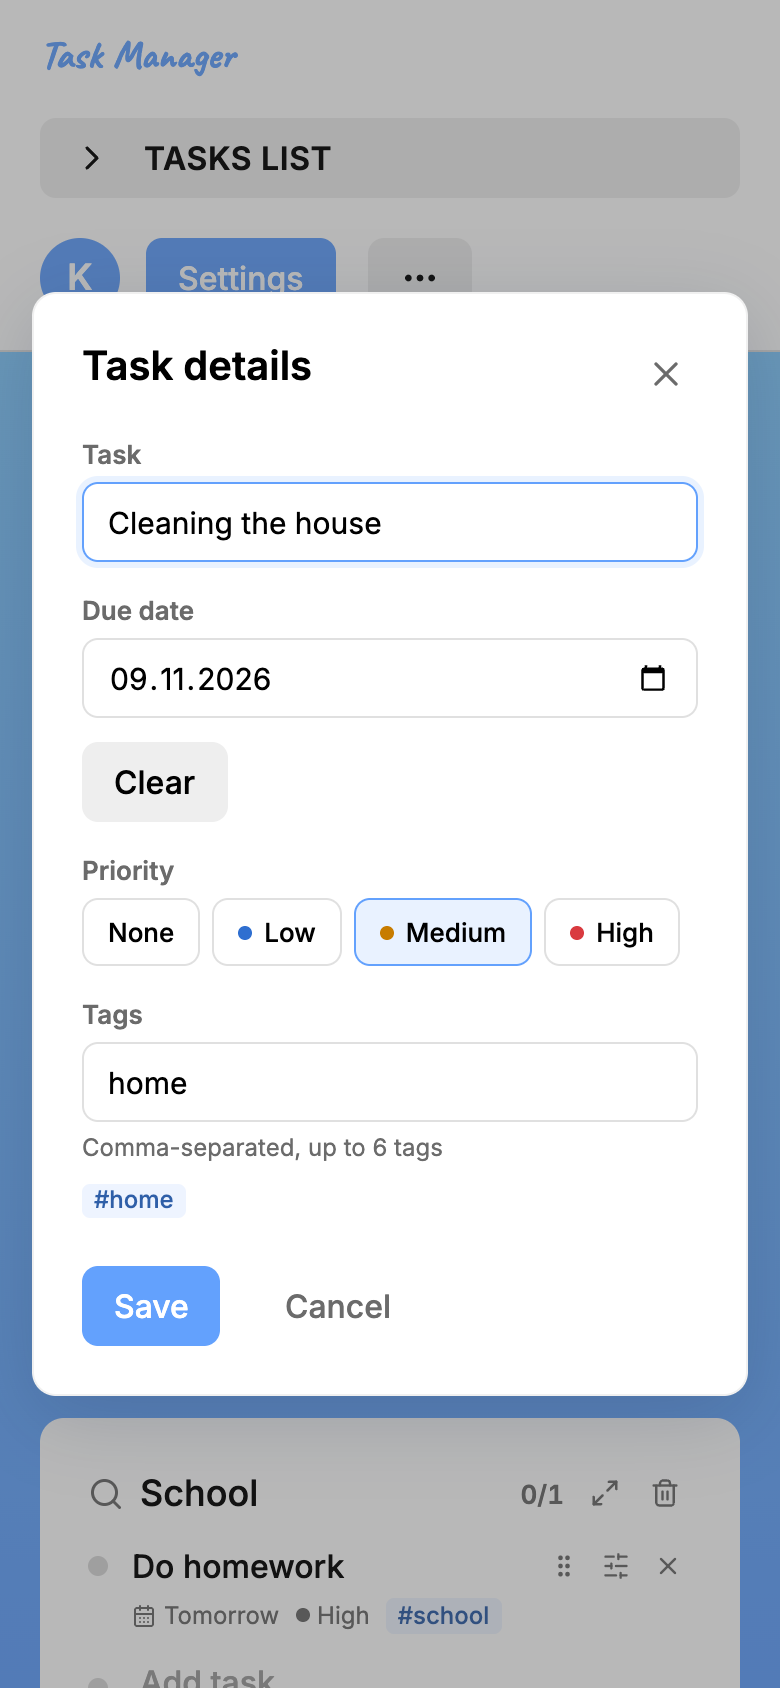 Task Manager
TASKS LIST
K Settings ...
Task details
Task
Cleaning the house
Due date
09.11.2026
Clear
Priority
None Low Medium High
Tags
home
Comma-separated, up to 6 tags
#home
Save Cancel
School 0/1
Do homework
Tomorrow High #school
Add task